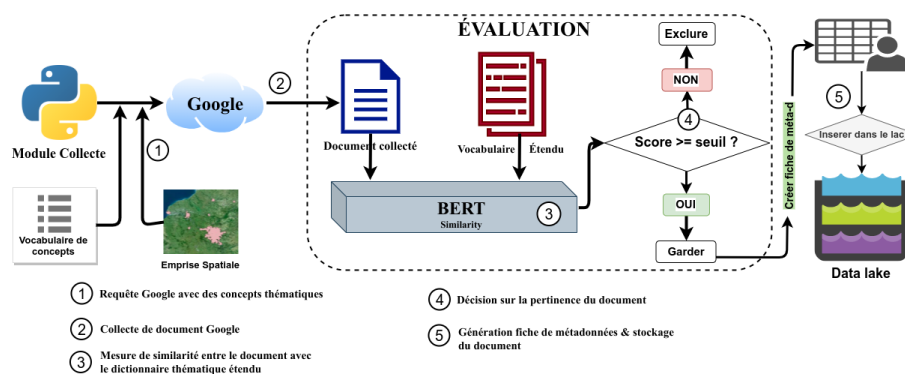 ÉVALUATION
Exclure
NON
4
Score >= seuil ?
OUI
Garder
Google
2
Module Collecte
1
Vocabulaire de
concepts
Emprise Spatiale
Document collecté
Vocabulaire Étendu
BERT
Similarity
3
Créer fiche de méta-d
5
Inserer dans le lac
Data lake
1 Requête Google avec des concepts thématiques
2 Collecte de document Google
3 Mesure de similarité entre le document avec
le dictionnaire thématique étendu
4 Décision sur la pertinence du document
5 Génération fiche de métadonnées & stockage
du document